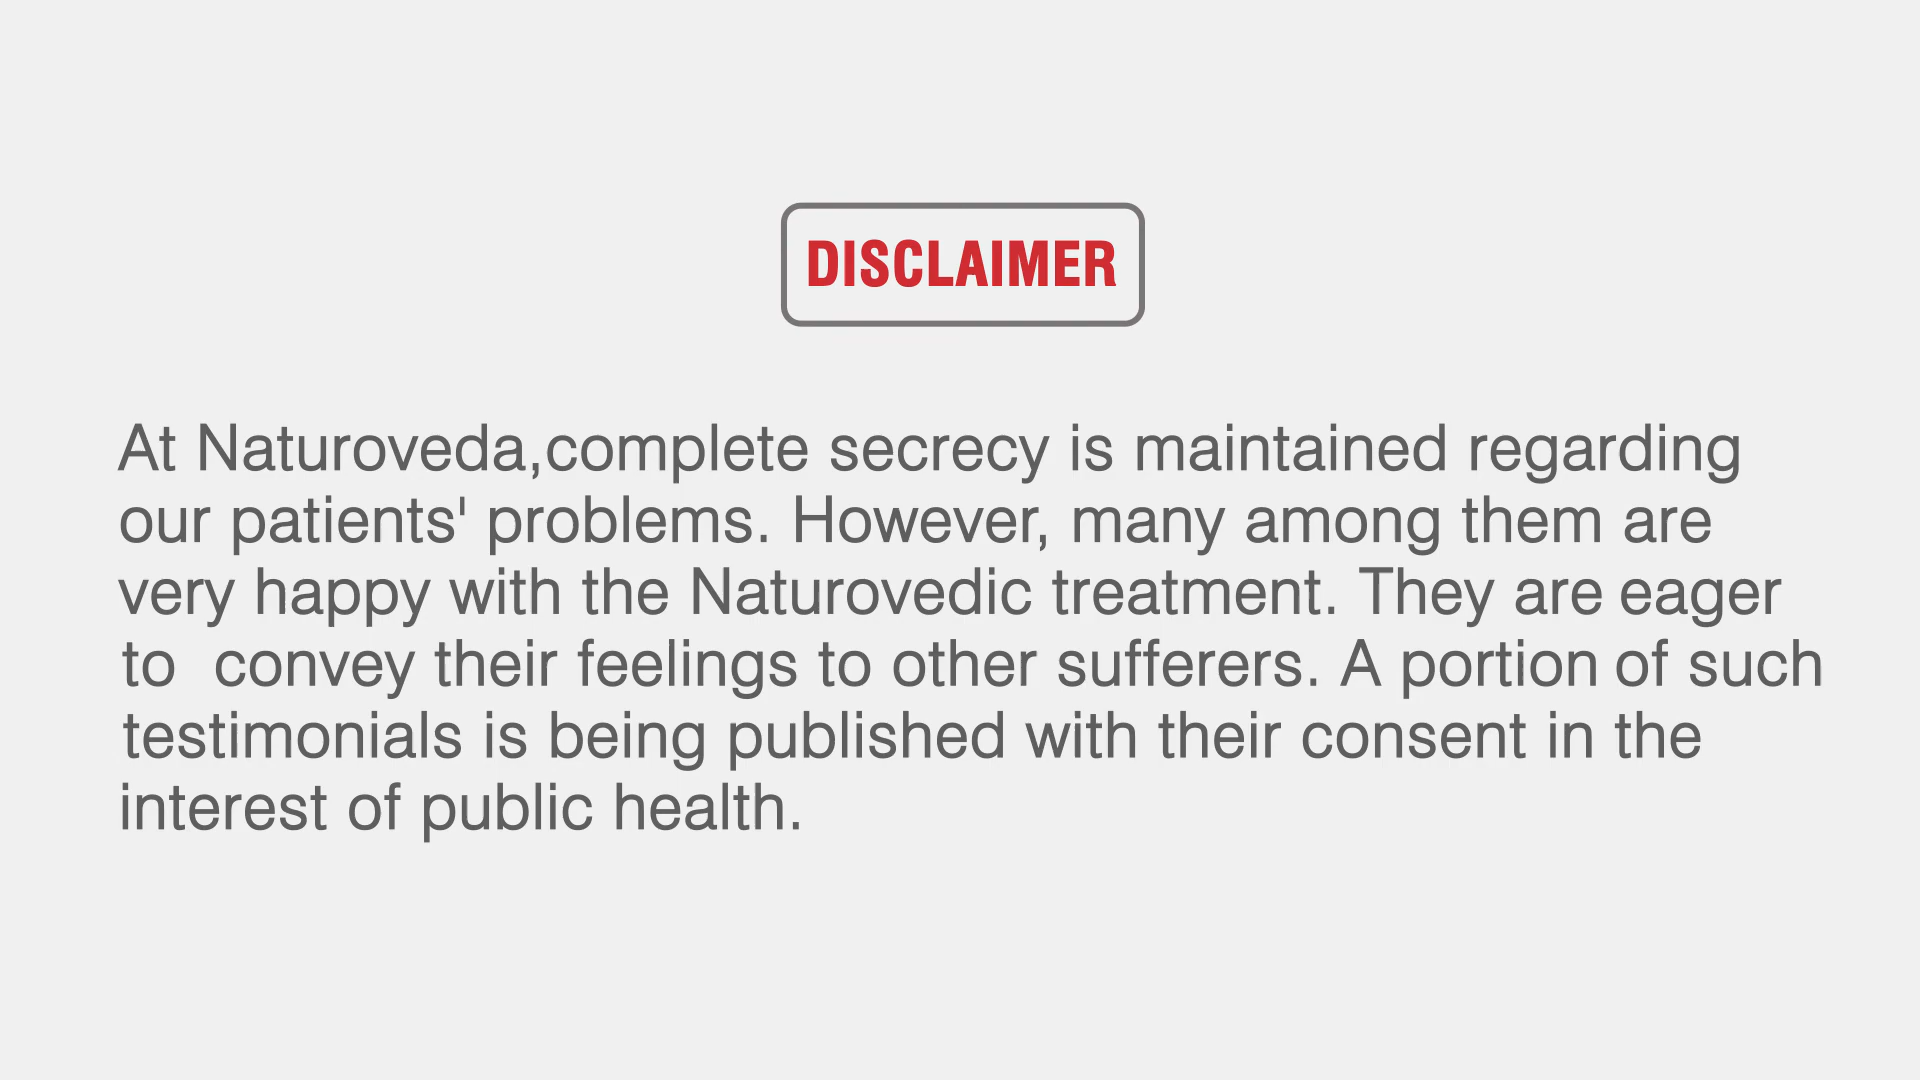 DISCLAIMER
At Naturoveda,complete secrecy is maintained regarding
our patients' problems. However, many among them are
very happy with the Naturovedic treatment. They are eager
to  convey their feelings to other sufferers. A portion of such
testimonials is being published with their consent in the
interest of public health.